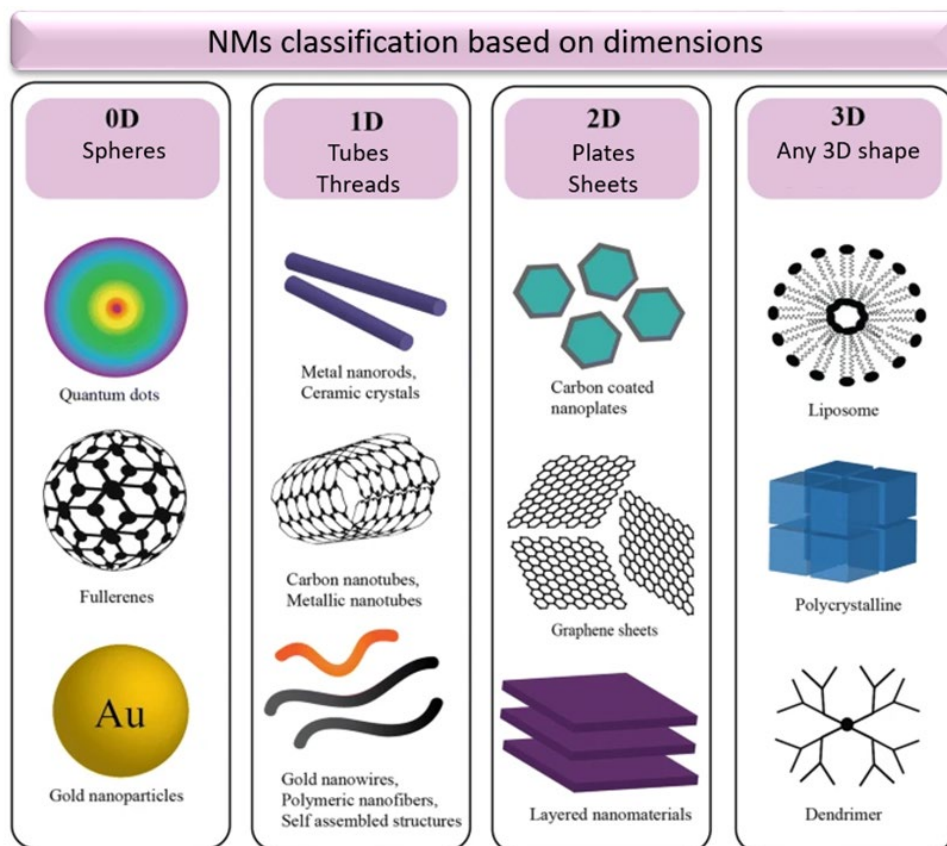 NMs classification based on dimensions
0D
Spheres
Quantum dots
Fullerenes
Au
Gold nanoparticles
1D
Tubes
Threads
Metal nanorods,
Ceramic crystals
Carbon nanotubes,
Metallic nanotubes
Gold nanowires,
Polymeric nanofibers,
Self assembled structures
2D
Plates
Sheets
Carbon coated
nanoplates
Graphene sheets
Layered nanomaterials
3D
Any 3D shape
Liposome
Polycrystalline
Dendrimer